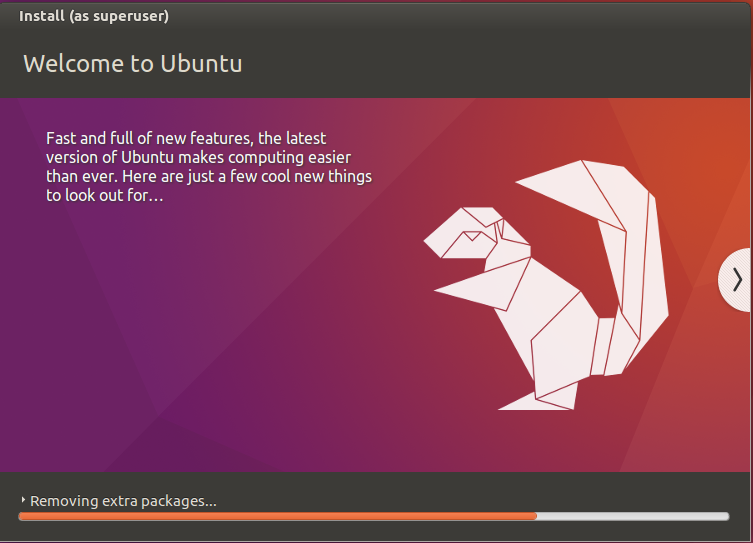 Install (as superuser)
Welcome to Ubuntu
Fast and full of new features, the latest
version of Ubuntu makes computing easier
than ever. Here are just a few cool new things
to look out for…
Removing extra packages...